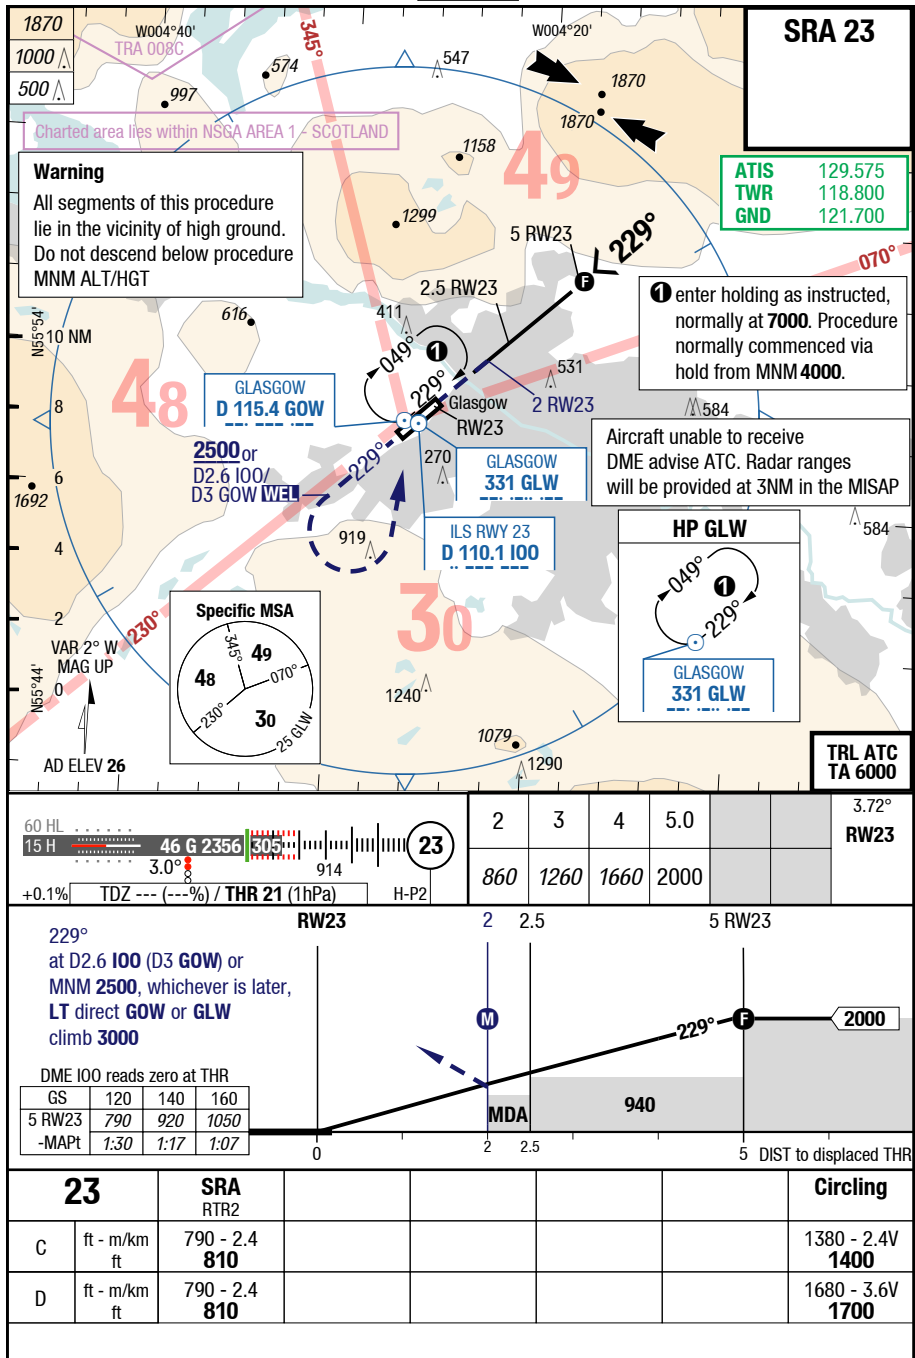 1870
1000
500
W004°40'
TRA 008C
345°
W004°20'
SRA 23
574
547
997
1870
1870
Charted area lies within NSGA AREA 1 - SCOTLAND
1158
49
Warning
All segments of this procedure
lie in the vicinity of high ground.
Do not descend below procedure
MNM ALT/HGT
ATIS 129.575
TWR 118.800
GND 121.700
1299
5 RW23
229°
070°
F
2.5 RW23
1 enter holding as instructed,
normally at 7000. Procedure
normally commenced via
hold from MNM 4000.
616
411
N55°54'
10 NM
049°
1
48
GLASGOW
D 115.4 GOW
229°
531
Glasgow
2 RW23
8
RW23
584
2500 or
D2.6 IOO/
D3 GOW WEL
229°
270
GLASGOW
331 GLW
Aircraft unable to receive
DME advise ATC. Radar ranges
will be provided at 3NM in the MISAP
6
1692
919
ILS RWY 23
D 110.1 IOO
584
HP GLW
4
049°
1
229°
GLASGOW
331 GLW
30
2
230°
Specific MSA
345°
49
48
070°
230°
30
25 GLW
VAR 2° W
MAG UP
N55°44'
0
1240
1079
1290
AD ELEV 26
TRL ATC
TA 6000
60 HL
15 H
46 G 2356
305
23
3.0°
914
+0.1%
TDZ --- (---%) / THR 21 (1hPa)
H-P2
2 3 4 5.0
3.72°
RW23
860 1260 1660 2000
RW23
2
2.5
5 RW23
229°
at D2.6 IOO (D3 GOW) or
MNM 2500, whichever is later,
LT direct GOW or GLW
climb 3000
M
229°
F
2000
DME IOO reads zero at THR
GS 120 140 160
5 RW23 790 920 1050
-MAPt 1:30 1:17 1:07
MDA
940
0
2
2.5
5
DIST to displaced THR
23 SRA Circling
RTR2
C ft - m/km 790 - 2.4 1380 - 2.4V
ft 810 1400
D ft - m/km 790 - 2.4 1680 - 3.6V
ft 810 1700